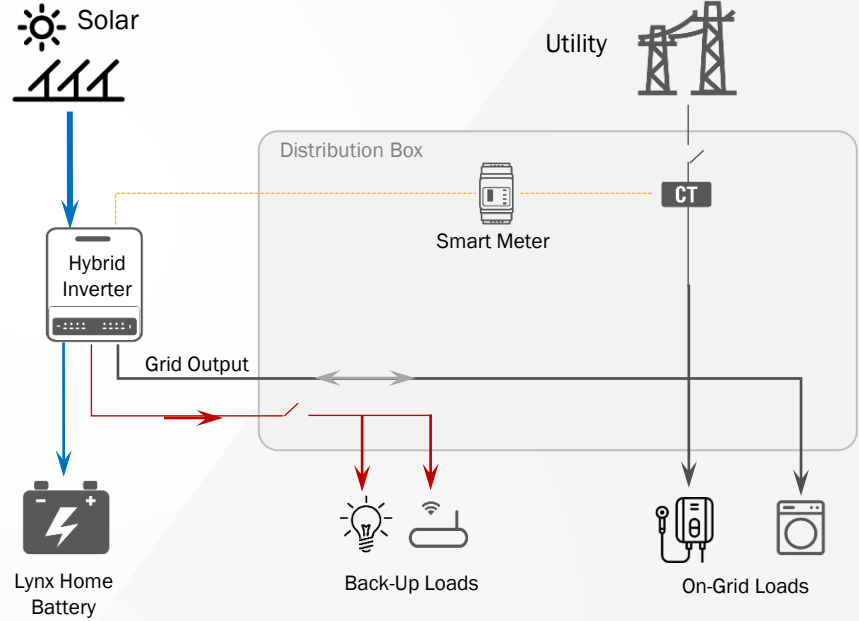 Solar
Utility
Distribution Box
CT
Smart Meter
Hybrid
Inverter
Grid Output
Lynx Home
Battery
Back-Up Loads
On-Grid Loads